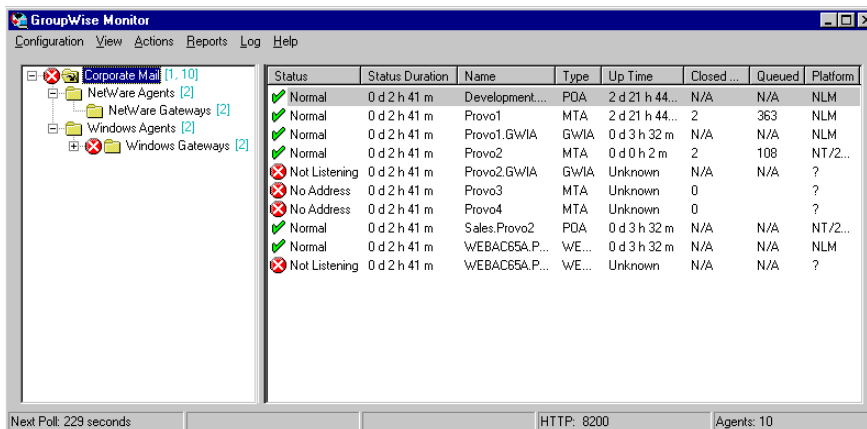 GroupWise Monitor
Configuration View Actions Reports Log Help
Corporate Mail [1, 10]
NetWare Agents [2]
NetWare Gateways [2]
Windows Agents [2]
Windows Gateways [2]
Status Status Duration Name Type Up Time Closed ... Queued Platform
Normal 0 d 2 h 41 m Development.... POA 2 d 21 h 44... N/A N/A NLM
Normal 0 d 2 h 41 m Provo1 MTA 2 d 21 h 44... 2 363 NLM
Normal 0 d 2 h 41 m Provo1.GWIA GWIA 0 d 3 h 32 m N/A N/A NLM
Normal 0 d 2 h 41 m Provo2 MTA 0 d 0 h 2 m 2 108 NT/2...
Not Listening 0 d 2 h 41 m Provo2.GWIA GWIA Unknown N/A N/A ?
No Address 0 d 2 h 41 m Provo3 MTA Unknown 0 ?
No Address 0 d 2 h 41 m Provo4 MTA Unknown 0 ?
Normal 0 d 2 h 41 m Sales.Provo2 POA 0 d 3 h 32 m N/A N/A NT/2...
Normal 0 d 2 h 41 m WEBAC65A.P... WE... 0 d 3 h 32 m N/A N/A NLM
Not Listening 0 d 2 h 41 m WEBAC65A.P... WE... Unknown N/A N/A ?
Next Poll: 229 seconds HTTP: 8200 Agents: 10